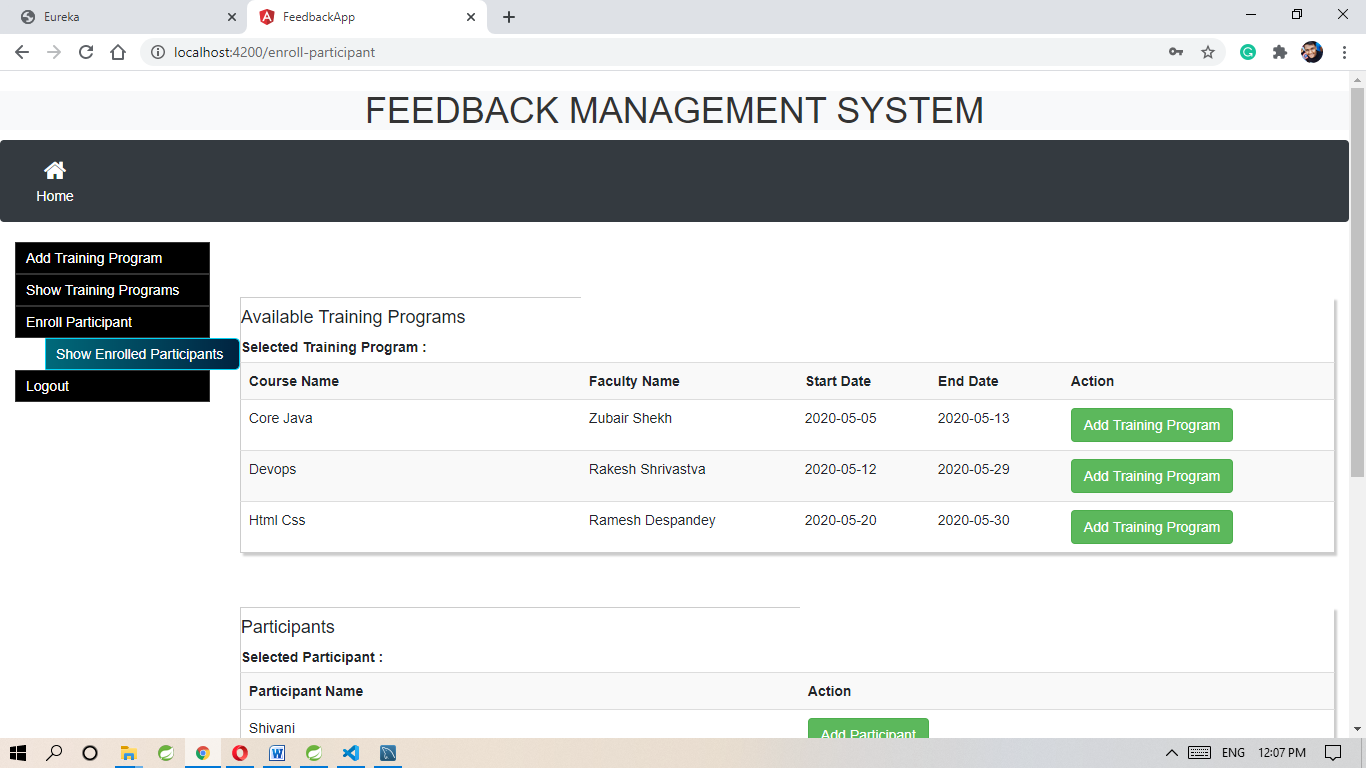 Eureka
FeedbackApp
localhost:4200/enroll-participant
FEEDBACK MANAGEMENT SYSTEM
Home
Add Training Program
Show Training Programs
Enroll Participant
Show Enrolled Participants
Logout
Available Training Programs
Selected Training Program :
Course Name Faculty Name Start Date End Date Action
Core Java Zubair Shekh 2020-05-05 2020-05-13 Add Training Program
Devops Rakesh Shrivastva 2020-05-12 2020-05-29 Add Training Program
Html Css Ramesh Despandey 2020-05-20 2020-05-30 Add Training Program
Participants
Selected Participant :
Participant Name Action
Shivani Add Participant
ENG 12:07 PM